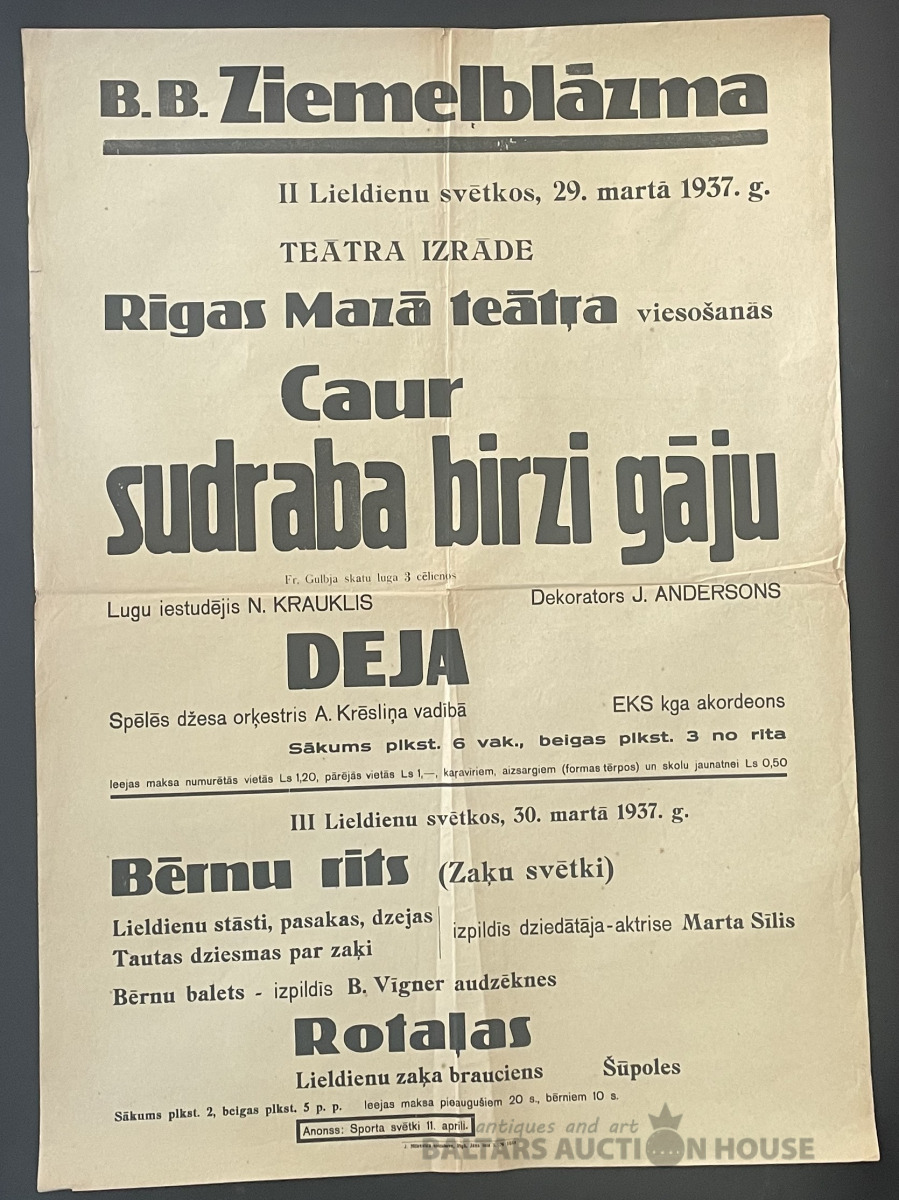 B.B. Ziemelblāzma
II Lieldienu svētkos, 29. martā 1937. g.
TEĀTRA IZRĀDE
Rīgas Mazā teātŗa viesošanās
Caur
sudraba birzi gāju
Fr. Gulbja skatu luga 3 cēlienos
Lugu iestudējis N. KRAUKLIS Dekorators J. ANDERSONS
DEJA
Spēlēs džesa orķestris A. Krēsliņa vadībā EKS kga akordeons
Sākums plkst. 6 vak., beigas plkst. 3 no rīta
Ieejas maksa numurētās vietās Ls 1,20, pārējās vietās Ls 1,—, kaŗavīriem, aizsargiem (formas tērpos) un skolu jaunatnei Ls 0,50
III Lieldienu svētkos, 30. martā 1937. g.
Bērnu rīts (Zaķu svētki)
Lieldienu stāsti, pasakas, dzejas
Tautas dziesmas par zaķi
izpildīs dziedātāja-aktrise Marta Sīlis
Bērnu balets - izpildīs B. Vīgner audzēknes
Rotaļas
Lieldienu zaķa brauciens Šūpoles
Sākums plkst. 2, beigas plkst. 5 p. p. Ieejas maksa pieaugušiem 20 s., bērniem 10 s.
Anonss: Sporta svētki 11. aprīlī.
antiques and art
BALTARS AUCTION HOUSE